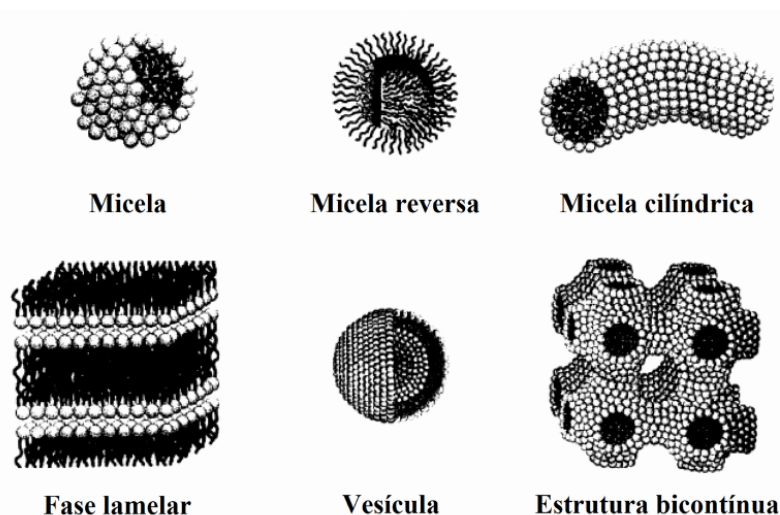 Micela
Micela reversa
Micela cilíndrica
Fase lamelar
Vesícula
Estrutura bicontínua